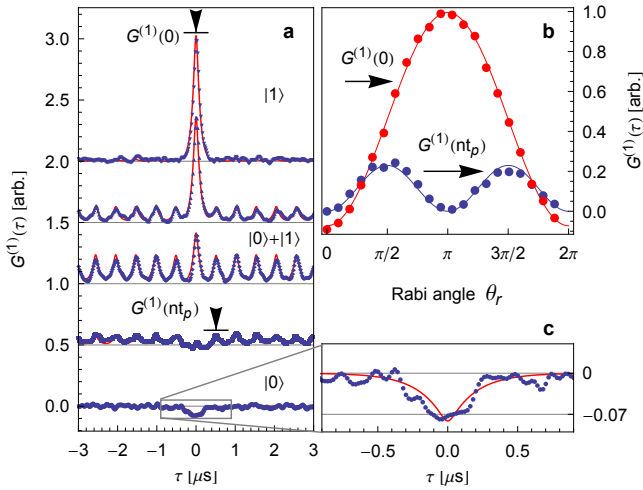 a
G⁽¹⁾(0)
|1⟩
|0⟩+|1⟩
G⁽¹⁾(ntₚ)
|0⟩
G⁽¹⁾(τ) [arb.]
3.0
2.5
2.0
1.5
1.0
0.5
0.0
−3 −2 −1 0 1 2 3
τ [μs]
b
G⁽¹⁾(0)
G⁽¹⁾(ntₚ)
1.0
0.8
0.6
0.4
0.2
0.0
G⁽¹⁾(τ) [arb.]
0 π/2 π 3π/2 2π
Rabi angle θᵣ
c
0
−0.07
−0.5 0.0 0.5
τ [μs]